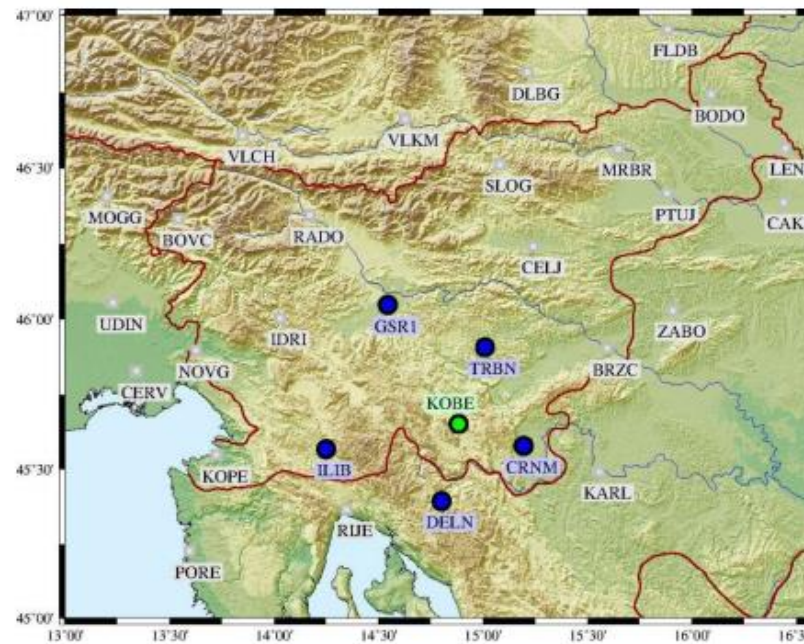 47°00'
FLDB
DLBG
BODO
VLKM
VLCH
46°30'
LEN
MRBR
SLOG
MOGG
PTUJ
CAK
BOVC
RADO
CELJ
46°00'
UDIN
GSR1
IDRI
ZABO
TRBN
NOVG
BRZC
CERV
KOBE
45°30'
KOPE
ILIB
CRNM
KARL
DELN
RIJE
PORE
45°00'
13°00' 13°30' 14°00' 14°30' 15°00' 15°30' 16°00'